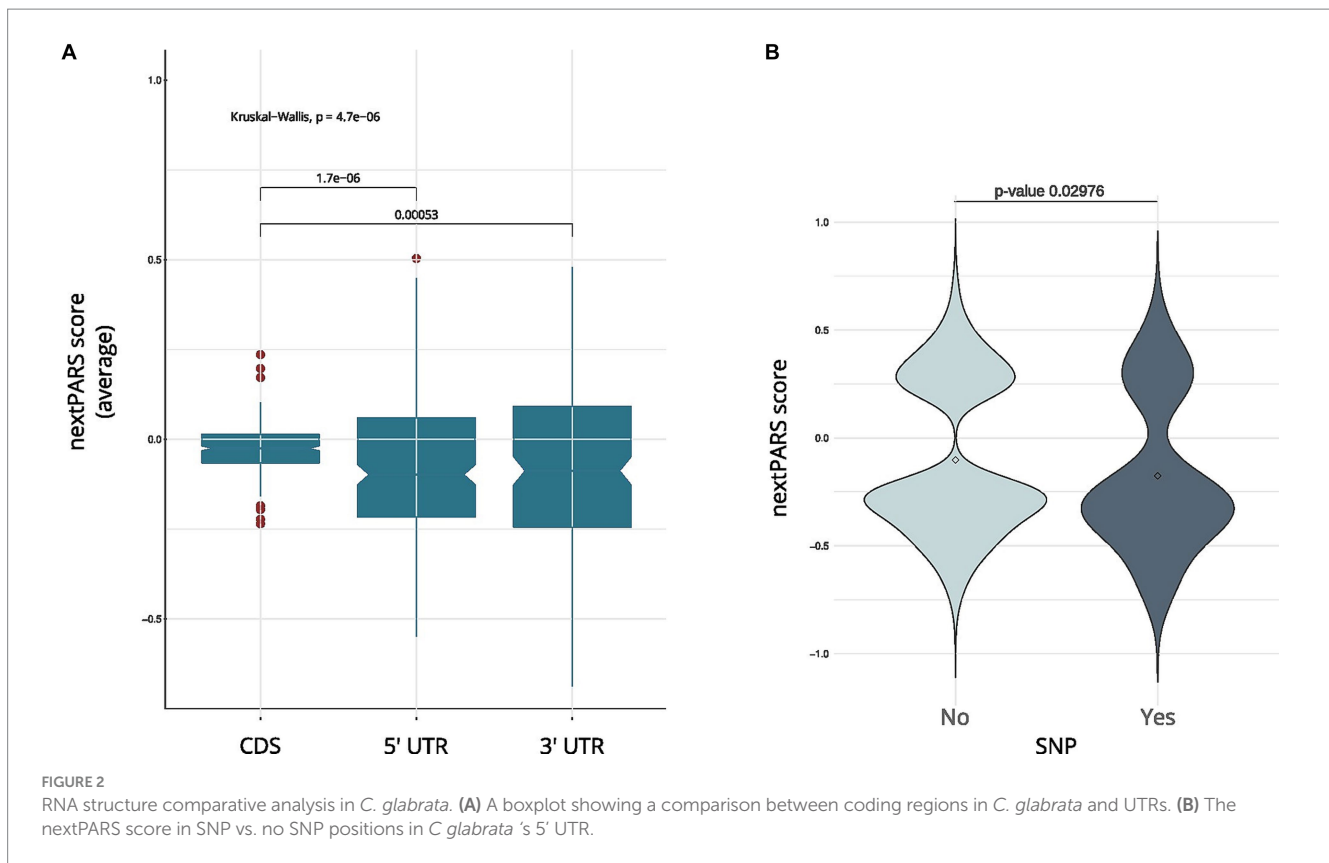 A
B
1.0
Kruskal-Wallis, p = 4.7e-06
1.7e-06
0.00053
0.5
0.0
-0.5
nextPARS score
(average)
CDS
5' UTR
3' UTR
p-value 0.02976
1.0
0.5
0.0
-0.5
-1.0
nextPARS score
No
Yes
SNP
FIGURE 2
RNA structure comparative analysis in C. glabrata. (A) A boxplot showing a comparison between coding regions in C. glabrata and UTRs. (B) The
nextPARS score in SNP vs. no SNP positions in C glabrata ‘s 5’ UTR.